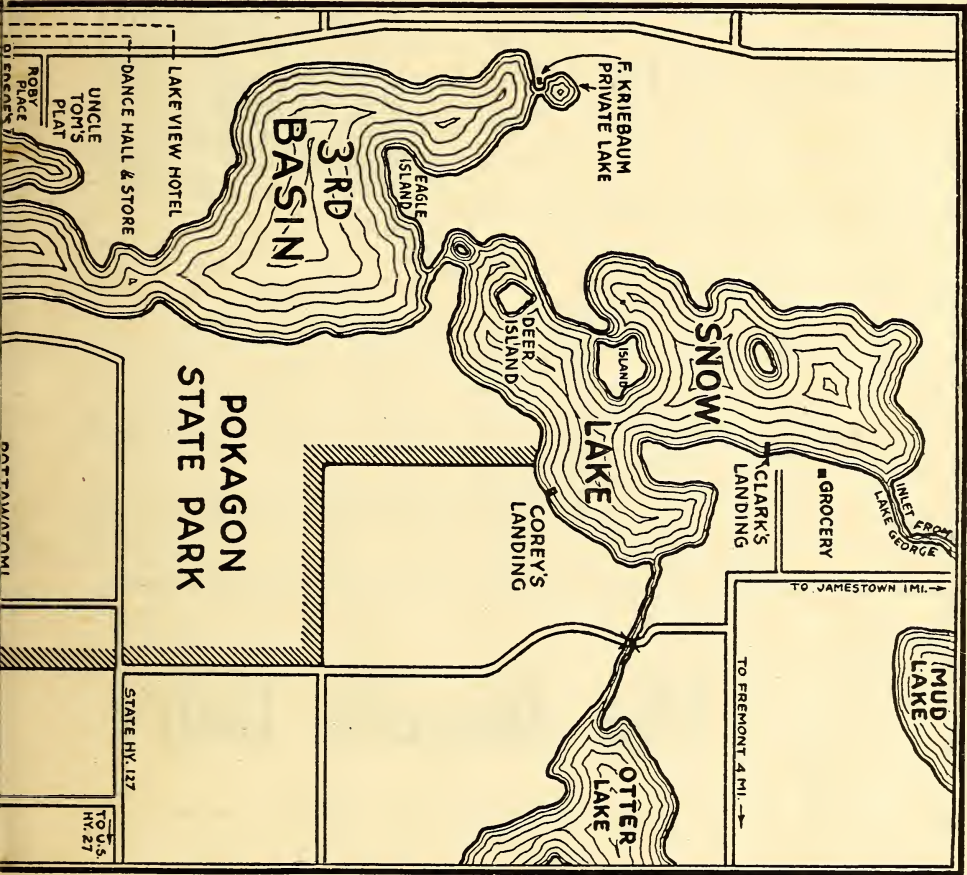 F. KRIEBAUM
PRIVATE LAKE
LAKE VIEW HOTEL
DANCE HALL & STORE
UNCLE
TOM'S
PLAT
ROBY
PLACE
3-RD
BASIN
EAGLE
ISLAND
DEER
ISLAND
ISLAND
SNOW
LAKE
CLARK'S
LANDING
GROCERY
INLET FROM
LAKE GEORGE
COREY'S
LANDING
POKAGON
STATE PARK
TO JAMESTOWN 1 MI.
TO FREMONT 4 MI.
MUD
LAKE
OTTER
LAKE
STATE HY. 127
TO U.S.
HY. 27